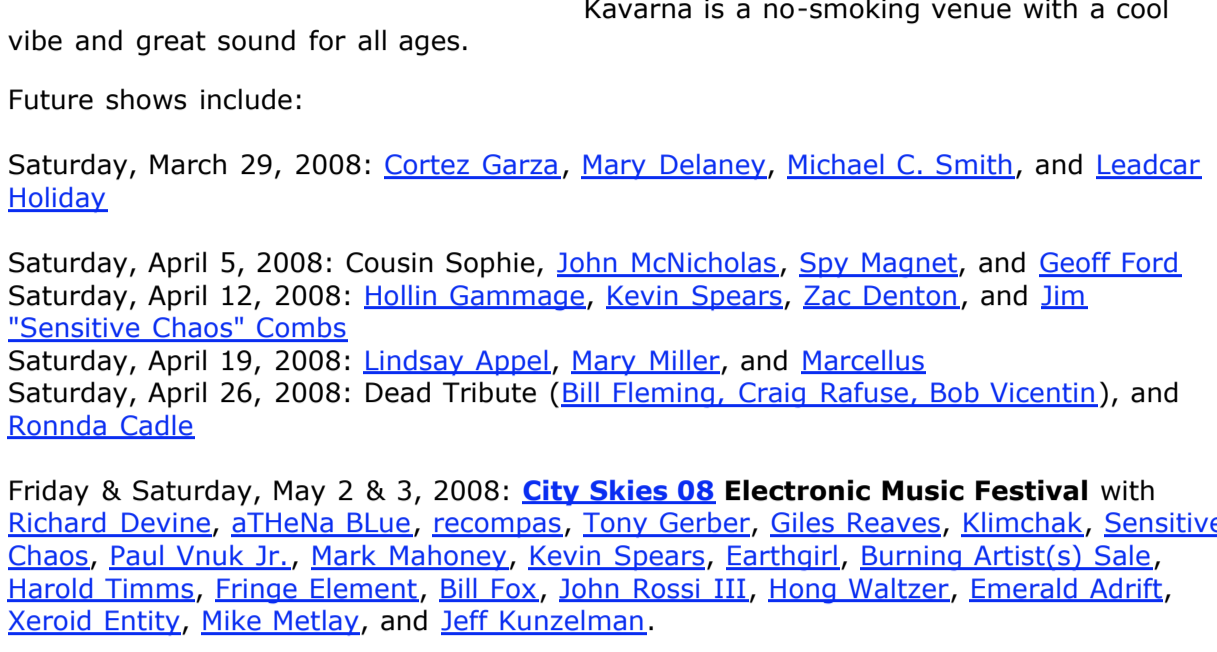 Kavarna is a no-smoking venue with a cool
vibe and great sound for all ages.
Future shows include:
Saturday, March 29, 2008: Cortez Garza, Mary Delaney, Michael C. Smith, and Leadcar
Holiday
Saturday, April 5, 2008: Cousin Sophie, John McNicholas, Spy Magnet, and Geoff Ford
Saturday, April 12, 2008: Hollin Gammage, Kevin Spears, Zac Denton, and Jim
"Sensitive Chaos" Combs
Saturday, April 19, 2008: Lindsay Appel, Mary Miller, and Marcellus
Saturday, April 26, 2008: Dead Tribute (Bill Fleming, Craig Rafuse, Bob Vicentin), and
Ronnda Cadle
Friday & Saturday, May 2 & 3, 2008: City Skies 08 Electronic Music Festival with
Richard Devine, aTHeNa BLue, recompas, Tony Gerber, Giles Reaves, Klimchak, Sensitive
Chaos, Paul Vnuk Jr., Mark Mahoney, Kevin Spears, Earthgirl, Burning Artist(s) Sale,
Harold Timms, Fringe Element, Bill Fox, John Rossi III, Hong Waltzer, Emerald Adrift,
Xeroid Entity, Mike Metlay, and Jeff Kunzelman.